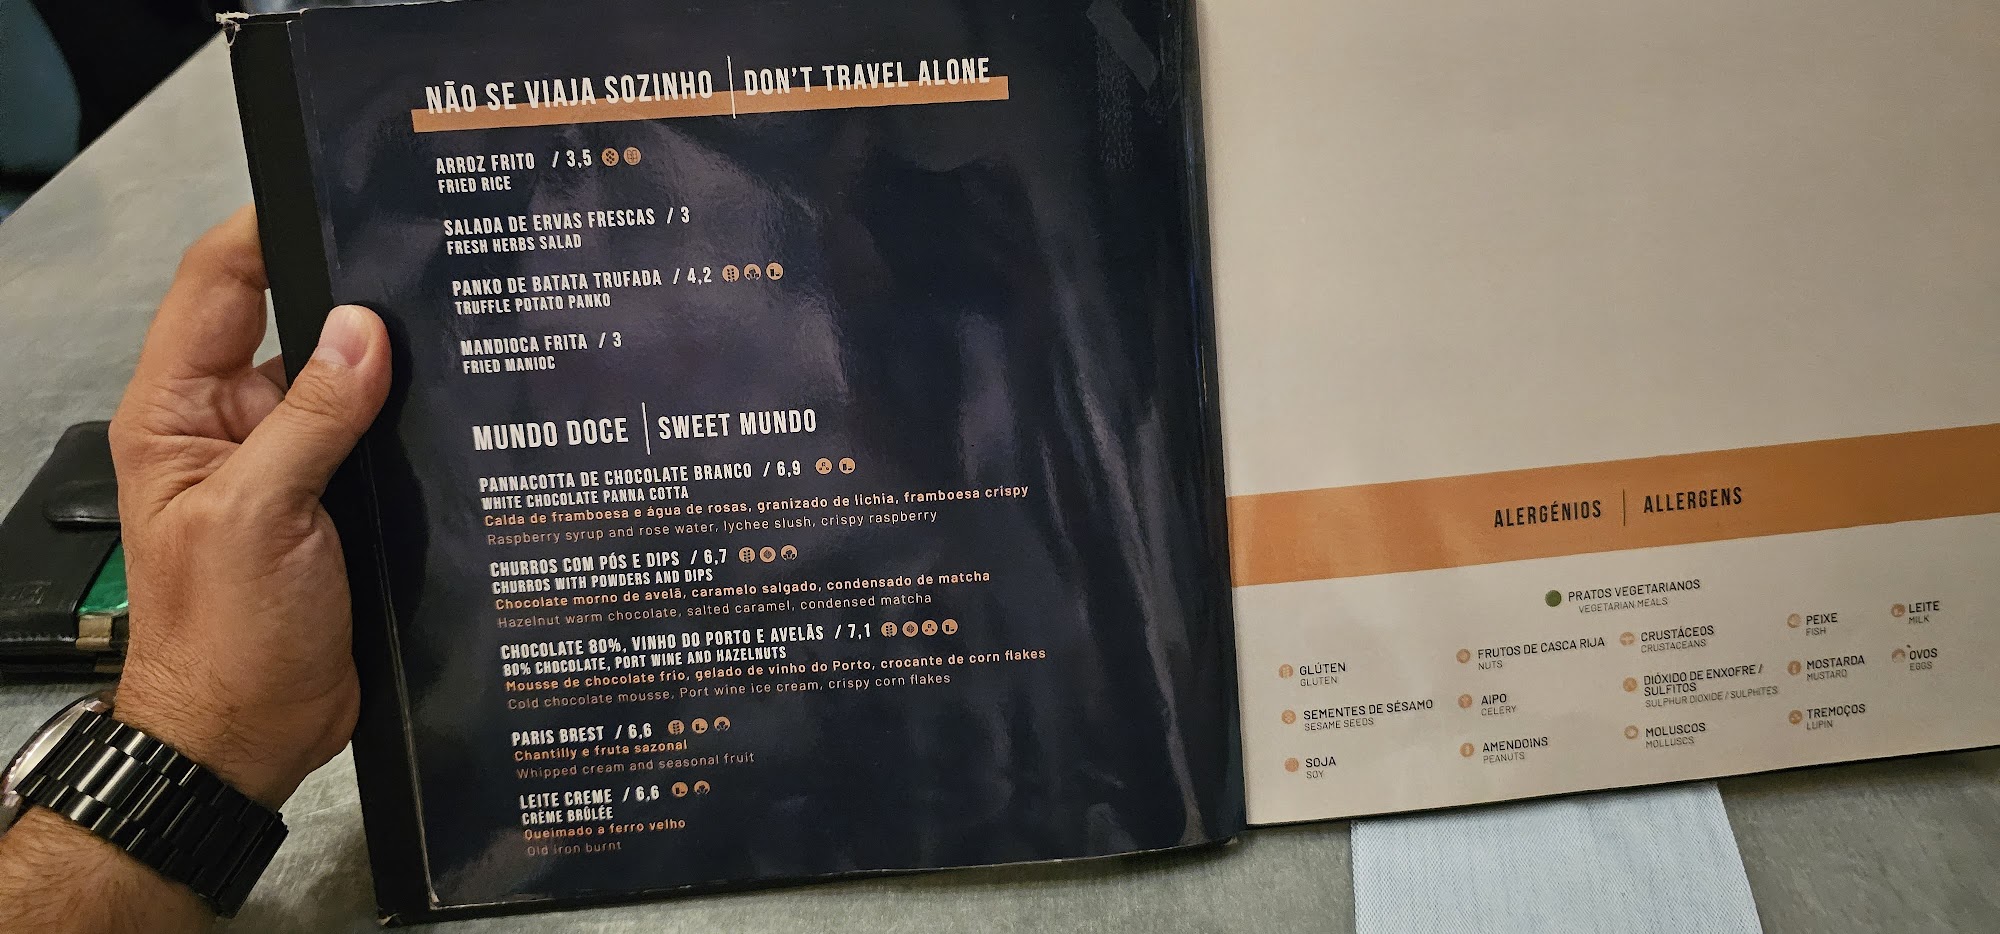 NÃO SE VIAJA SOZINHO | DON'T TRAVEL ALONE
ARROZ FRITO / 3,5
FRIED RICE
SALADA DE ERVAS FRESCAS / 3
FRESH HERBS SALAD
PANKO DE BATATA TRUFADA / 4,2
TRUFFLE POTATO PANKO
MANDIOCA FRITA / 3
FRIED MANIOC
MUNDO DOCE | SWEET MUNDO
PANNACOTTA DE CHOCOLATE BRANCO / 6,9
WHITE CHOCOLATE PANNA COTTA
Calda de framboesa e água de rosas, granizado de lichia, framboesa crispy
Raspberry syrup and rose water, lychee slush, crispy raspberry
CHURROS COM PÓS E DIPS / 6,7
CHURROS WITH POWDERS AND DIPS
Chocolate morno de avelã, caramelo salgado, condensado de matcha
Hazelnut warm chocolate, salted caramel, condensed matcha
CHOCOLATE 80%, VINHO DO PORTO E AVELÃS / 7,1
80% CHOCOLATE, PORT WINE AND HAZELNUTS
Mousse de chocolate frio, gelado de vinho do Porto, crocante de corn flakes
Cold chocolate mousse, Port wine ice cream, crispy corn flakes
PARIS BREST / 6,6
Chantilly e fruta sazonal
Whipped cream and seasonal fruit
LEITE CREME / 6,6
CRÈME BRÛLÉE
Queimado a ferro velho
Old iron burnt
ALERGÉNIOS | ALLERGENS
PRATOS VEGETARIANOS
VEGETARIAN MEALS
GLÚTEN
GLUTEN
SEMENTES DE SÉSAMO
SESAME SEEDS
SOJA
SOY
FRUTOS DE CASCA RIJA
NUTS
AIPO
CELERY
AMENDOINS
PEANUTS
CRUSTÁCEOS
CRUSTACEANS
DIÓXIDO DE ENXOFRE /
SULFITOS
SULPHUR DIOXIDE / SULPHITES
MOLUSCOS
MOLLUSCS
PEIXE
FISH
MOSTARDA
MUSTARD
TREMOÇOS
LUPIN
LEITE
MILK
OVOS
EGGS